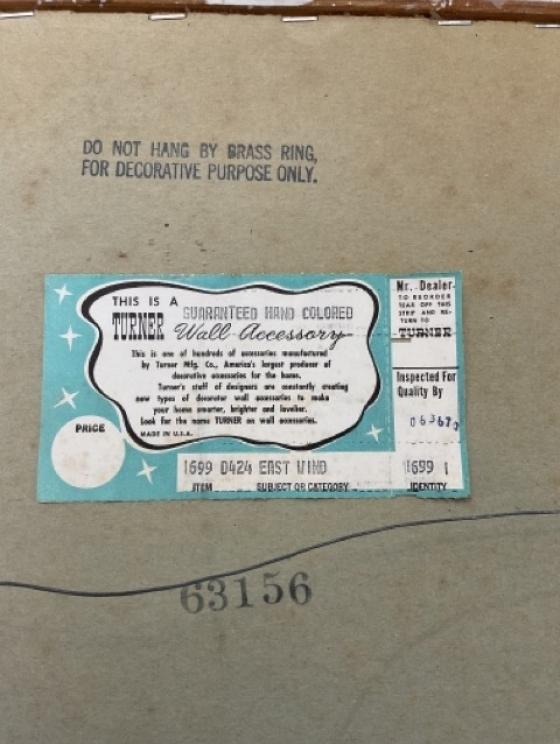 DO NOT HANG BY BRASS RING,
FOR DECORATIVE PURPOSE ONLY.
THIS IS A GUARANTEED HAND COLORED
TURNER Wall Accessory
This is one of hundreds of accessories manufactured
by Turner Mfg. Co., America's largest producer of
decorative accessories for the home.
Turner's staff of designers are constantly creating
new types of decorator wall accessories to make
your home smarter, brighter and lovelier.
Look for the name TURNER on wall accessories.
MADE IN U.S.A.
PRICE
1699 D424 EAST WIND
ITEM SUBJECT OR CATEGORY
Mr. Dealer
TO REORDER
TEAR OFF THIS
STRIP AND RE-
TURN TO
TURNER
Inspected For
Quality By
1699 1
IDENTITY
63156